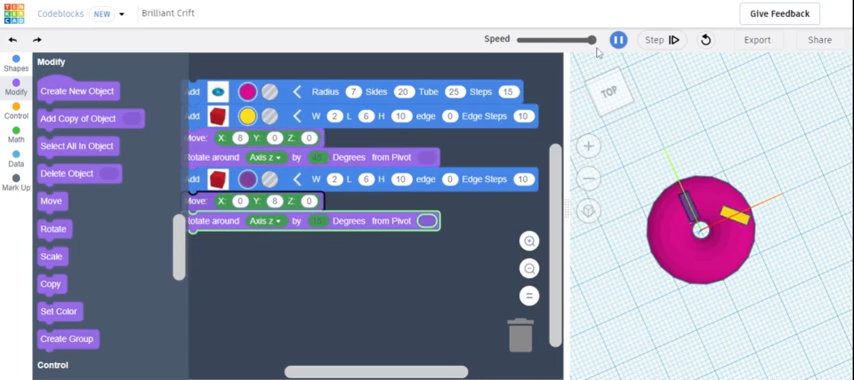 TIN
KER
CAD
Codeblocks NEW Brilliant Crift
Give Feedback
Speed Step Export Share
Shapes
Modify
Control
Math
Data
Mark Up
Modify
Create New Object
Add Copy of Object
Select All In Object
Delete Object
Move
Rotate
Scale
Copy
Set Color
Create Group
Control
Add Radius 7 Sides 20 Tube 25 Steps 15
Add W 2 L 6 H 10 edge 0 Edge Steps 10
Move: X: 8 Y: 0 Z: 0
Rotate around Axis z by Degrees from Pivot
Add W 2 L 6 H 10 edge 0 Edge Steps 10
Move: X: 0 Y: 8 Z: 0
Rotate around Axis z by Degrees from Pivot
TOP